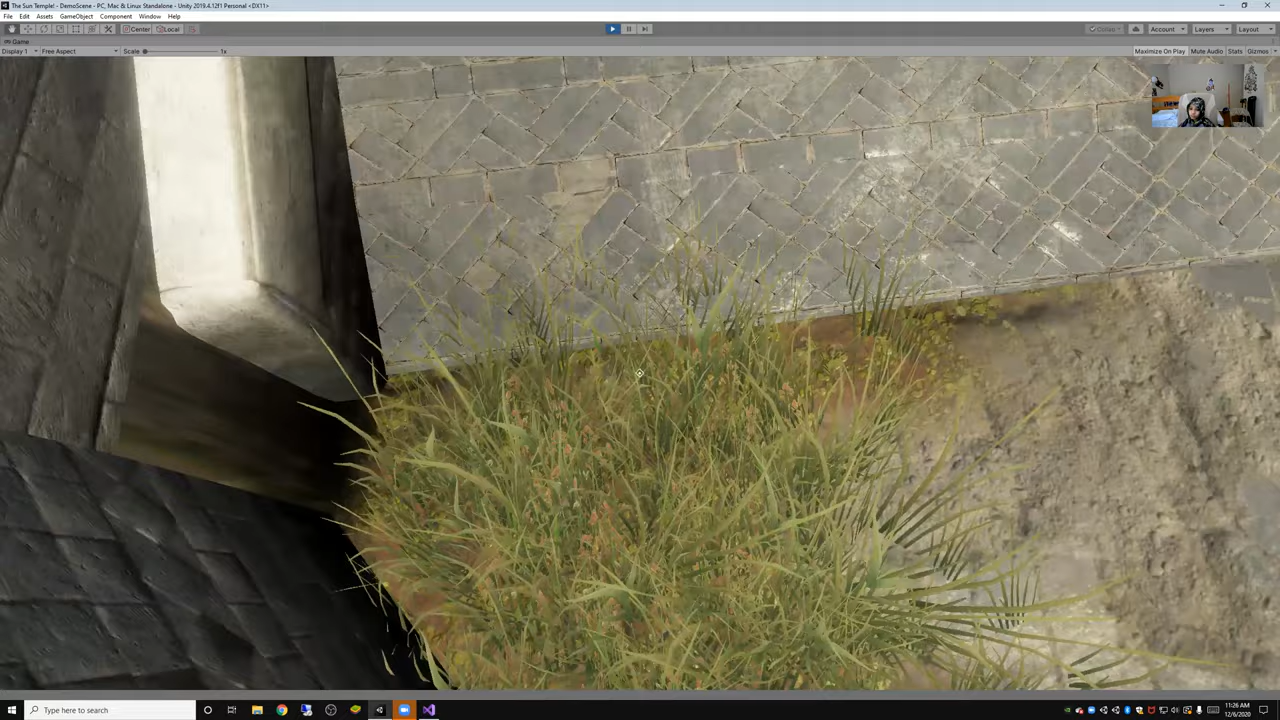 The Sun Temple! - DemoScene - PC, Mac & Linux Standalone - Unity 2019.4.12f1 Personal <DX11>
File Edit Assets GameObject Component Window Help
Center Local Collab Account Layers Layout
Game
Display 1 Free Aspect Scale 1x Maximize On Play Mute Audio Stats Gizmos
Type here to search
11:26 AM
12/6/2020